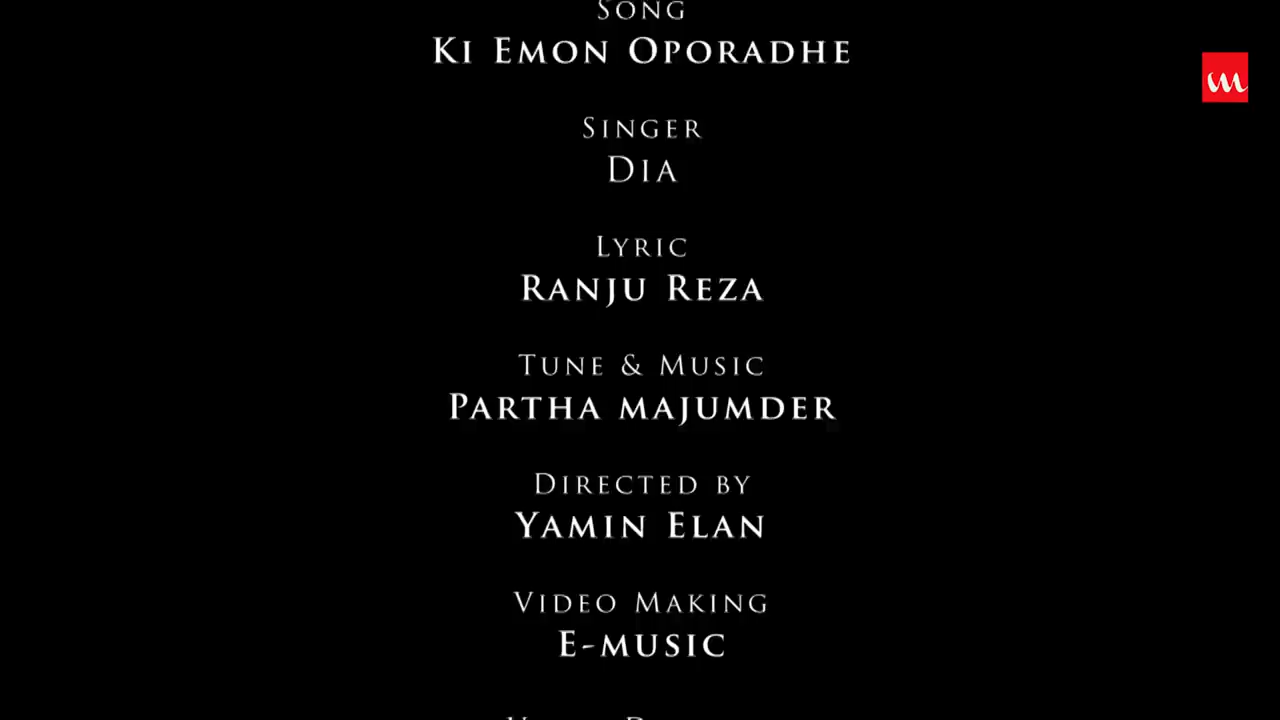 SONG
KI EMON OPORADHE
SINGER
DIA
LYRIC
RANJU REZA
TUNE & MUSIC
PARTHA MAJUMDER
DIRECTED BY
YAMIN ELAN
VIDEO MAKING
E-MUSIC